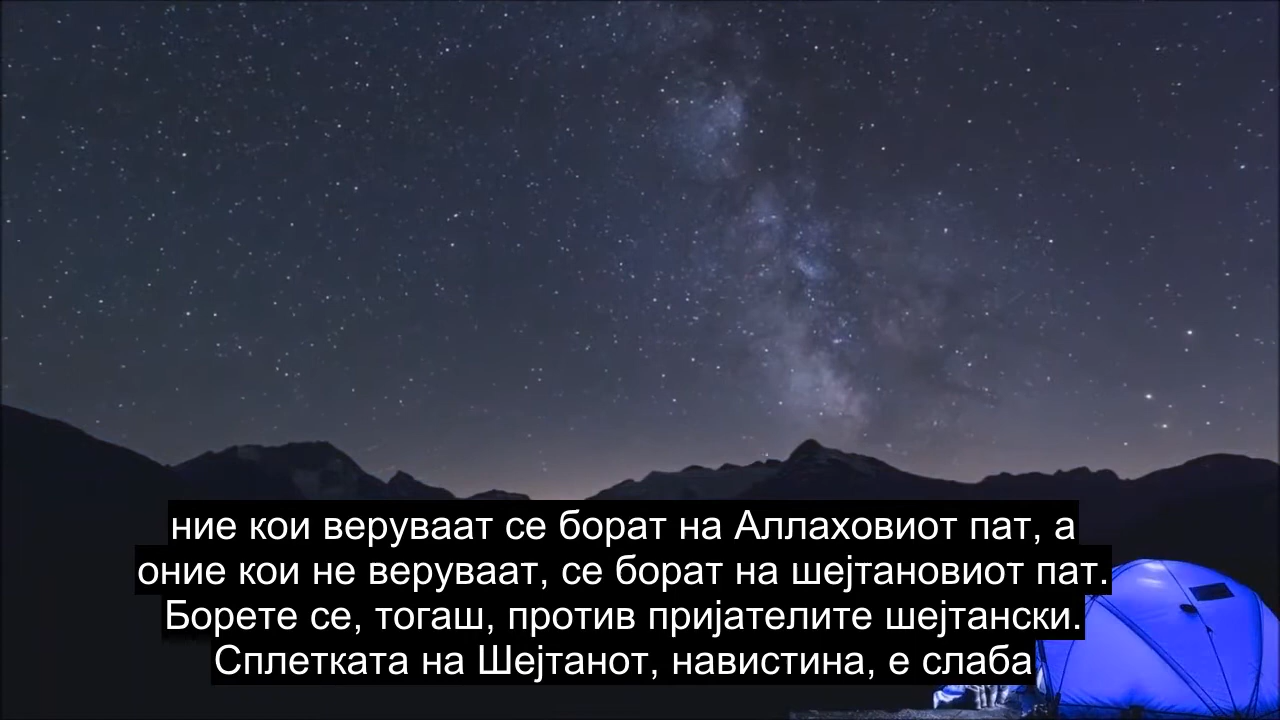 ние кои веруваат се борат на Аллаховиот пат, а
оние кои не веруваат, се борат на шејтановиот пат.
Борете се, тогаш, против пријателите шејтански.
Сплетката на Шејтанот, навистина, е слаба